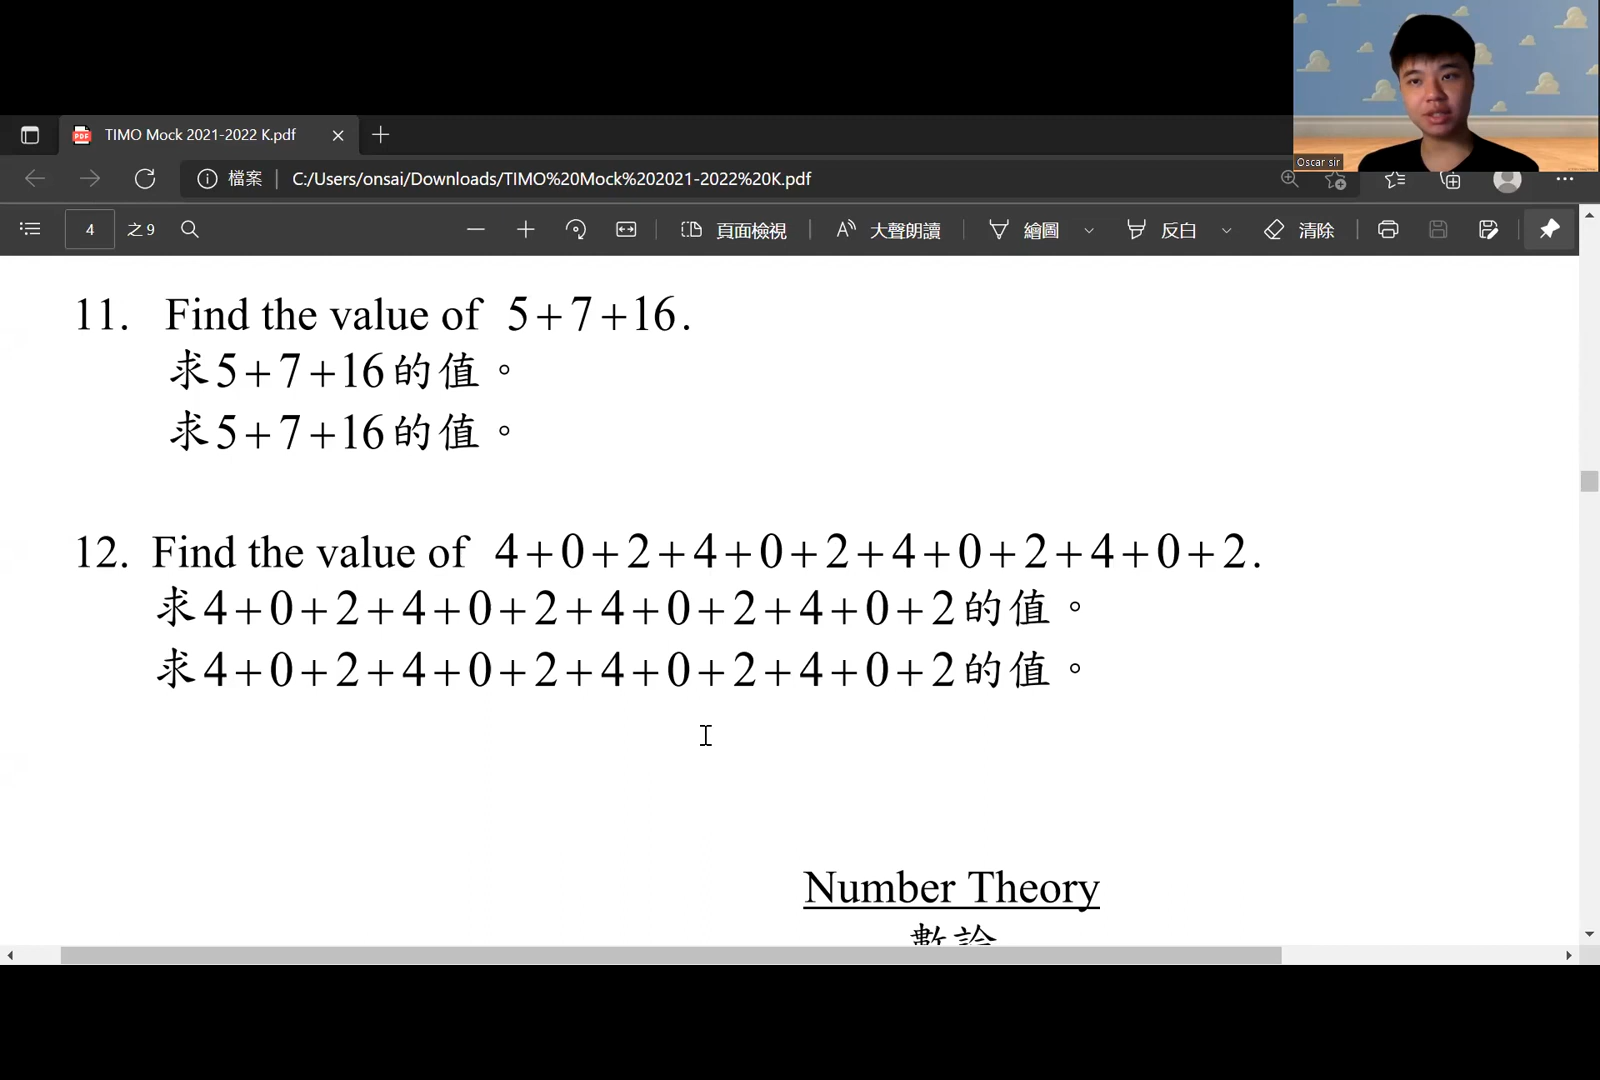 Oscar sir
TIMO Mock 2021-2022 K.pdf
檔案
C:/Users/onsai/Downloads/TIMO%20Mock%202021-2022%20K.pdf
4 之9 頁面檢視 大聲朗讀 繪圖 反白 清除
11. Find the value of 5+7+16.
求5+7+16的值。
求5+7+16的值。
12. Find the value of 4+0+2+4+0+2+4+0+2+4+0+2.
求4+0+2+4+0+2+4+0+2+4+0+2的值。
求4+0+2+4+0+2+4+0+2+4+0+2的值。
Number Theory
數論